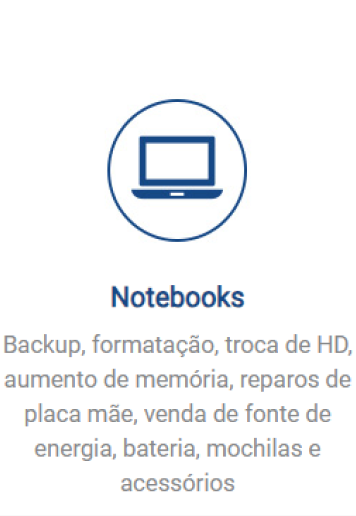 Notebooks
Backup, formatação, troca de HD,
aumento de memória, reparos de
placa mãe, venda de fonte de
energia, bateria, mochilas e
acessórios